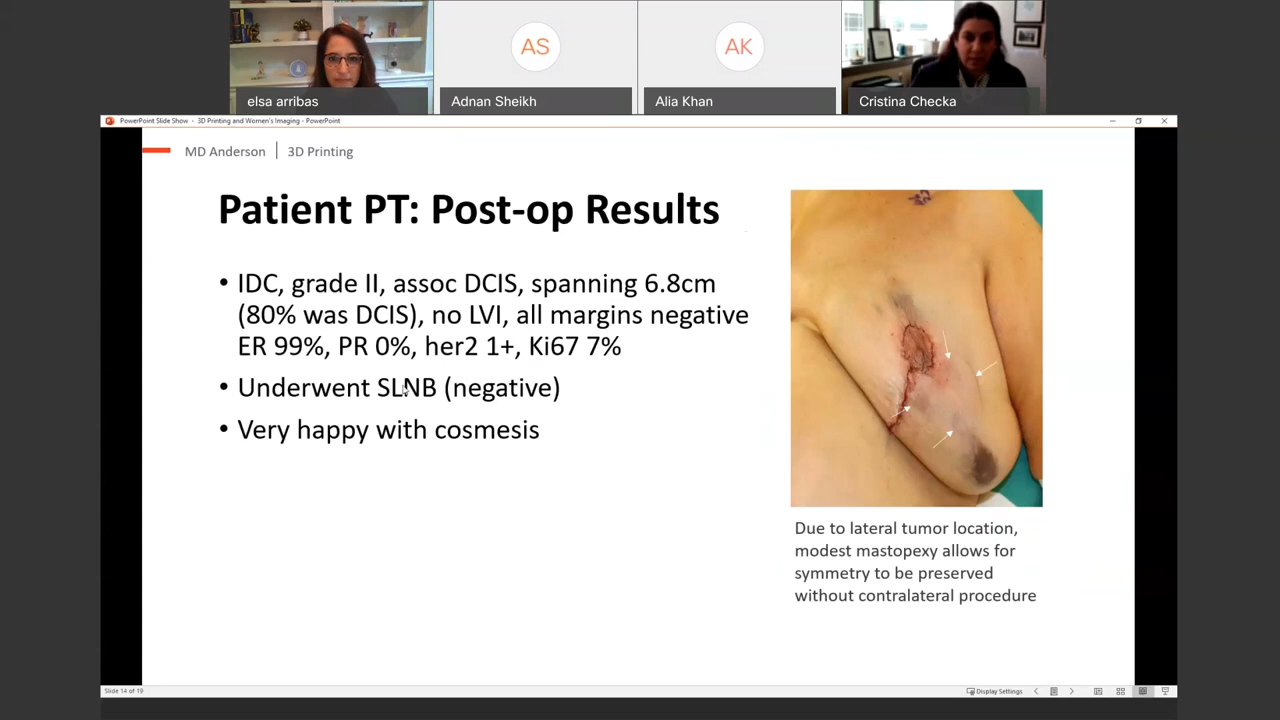 AS
AK
elsa arribas
Adnan Sheikh
Alia Khan
Cristina Checka
PowerPoint Slide Show - 3D Printing and Women's Imaging - PowerPoint
MD Anderson
3D Printing
Patient PT: Post-op Results
• IDC, grade II, assoc DCIS, spanning 6.8cm
(80% was DCIS), no LVI, all margins negative
ER 99%, PR 0%, her2 1+, Ki67 7%
• Underwent SLNB (negative)
• Very happy with cosmesis
Due to lateral tumor location,
modest mastopexy allows for
symmetry to be preserved
without contralateral procedure
Slide 14 of 19
Display Settings